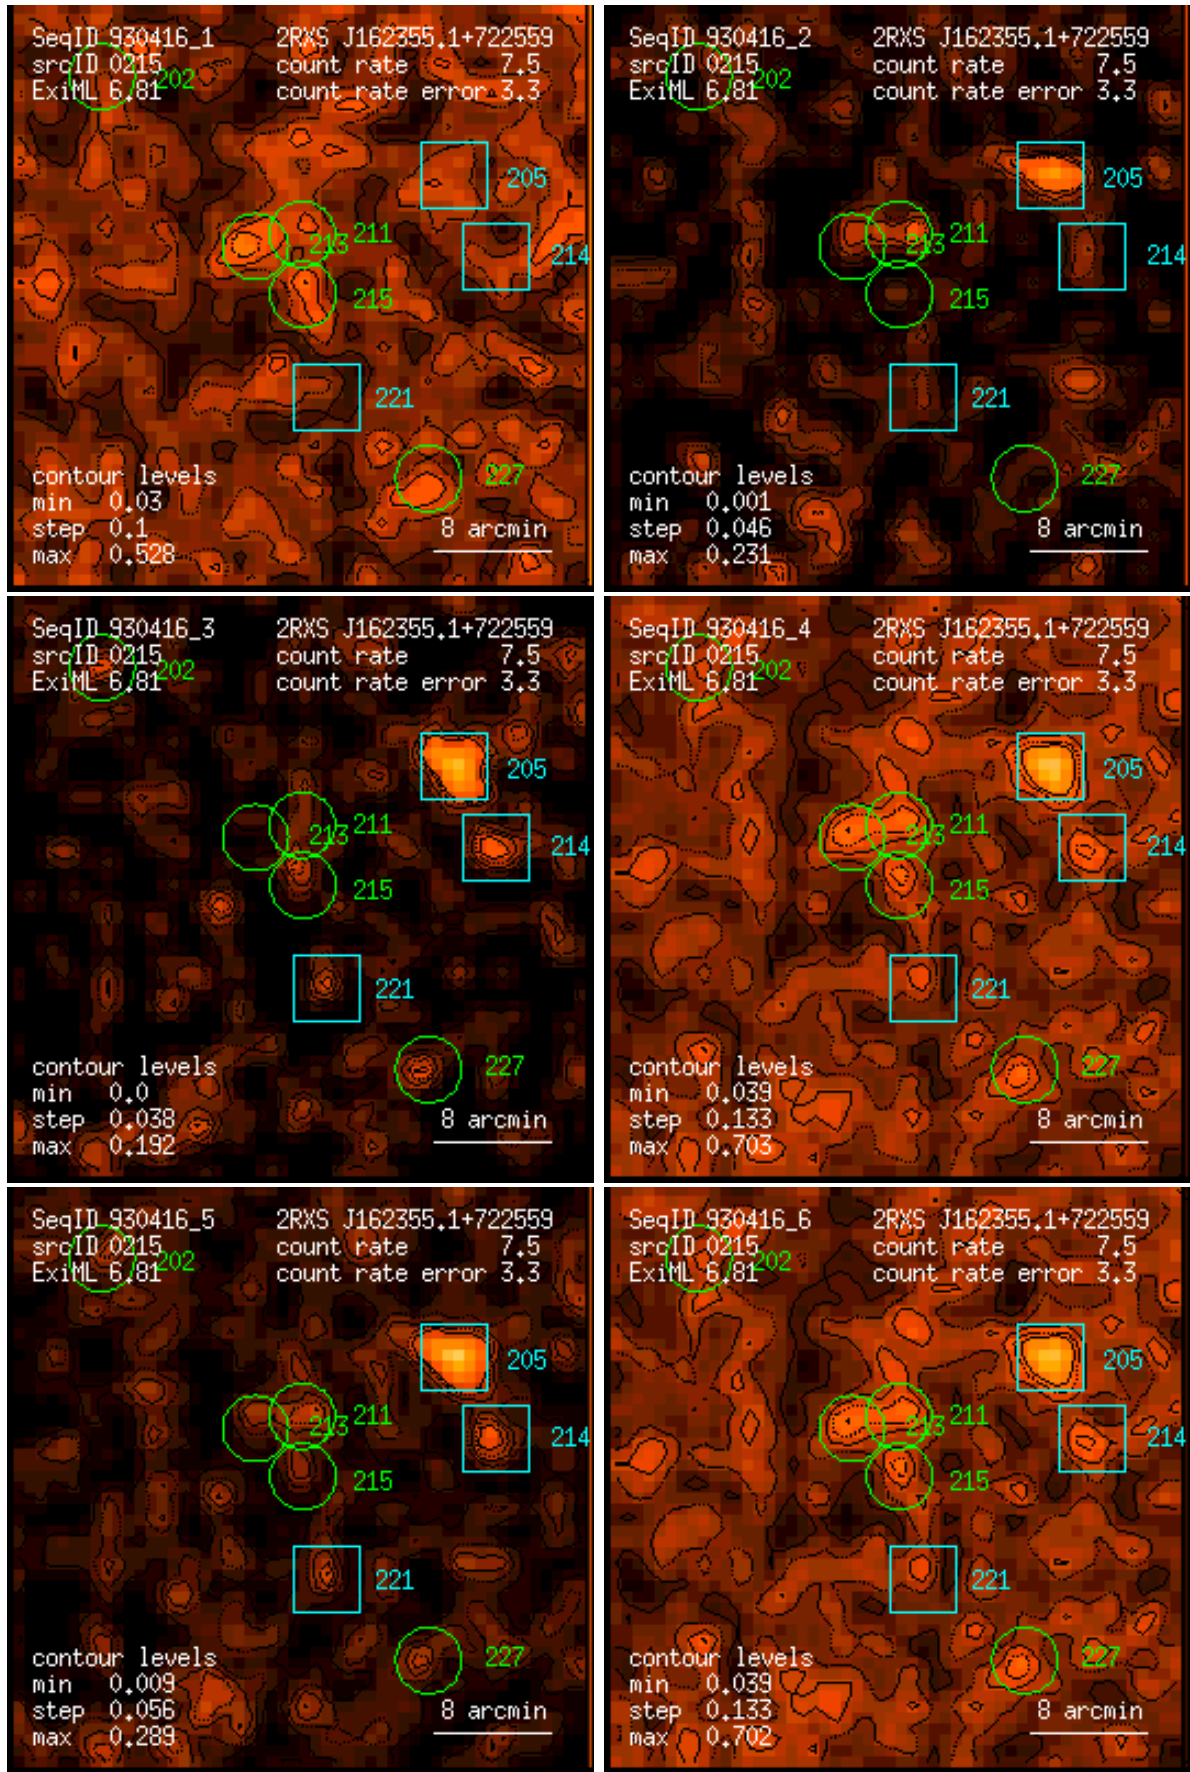 SeqID 930416_1 2RXS J162355.1+722559
srcID 0215 count rate 7.5
ExiML 6.81 count rate error 3.3
202
205
211
213
214
215
221
227
contour levels
min 0.03
step 0.1
max 0.528
8 arcmin
SeqID 930416_2 2RXS J162355.1+722559
srcID 0215 count rate 7.5
ExiML 6.81 count rate error 3.3
202
205
211
213
214
215
221
227
contour levels
min 0.001
step 0.046
max 0.231
8 arcmin
SeqID 930416_3 2RXS J162355.1+722559
srcID 0215 count rate 7.5
ExiML 6.81 count rate error 3.3
202
205
211
213
214
215
221
227
contour levels
min 0.0
step 0.038
max 0.192
8 arcmin
SeqID 930416_4 2RXS J162355.1+722559
srcID 0215 count rate 7.5
ExiML 6.81 count rate error 3.3
202
205
211
213
214
215
221
227
contour levels
min 0.039
step 0.133
max 0.703
8 arcmin
SeqID 930416_5 2RXS J162355.1+722559
srcID 0215 count rate 7.5
ExiML 6.81 count rate error 3.3
202
205
211
213
214
215
221
227
contour levels
min 0.009
step 0.056
max 0.289
8 arcmin
SeqID 930416_6 2RXS J162355.1+722559
srcID 0215 count rate 7.5
ExiML 6.81 count rate error 3.3
202
205
211
213
214
215
221
227
contour levels
min 0.039
step 0.133
max 0.702
8 arcmin